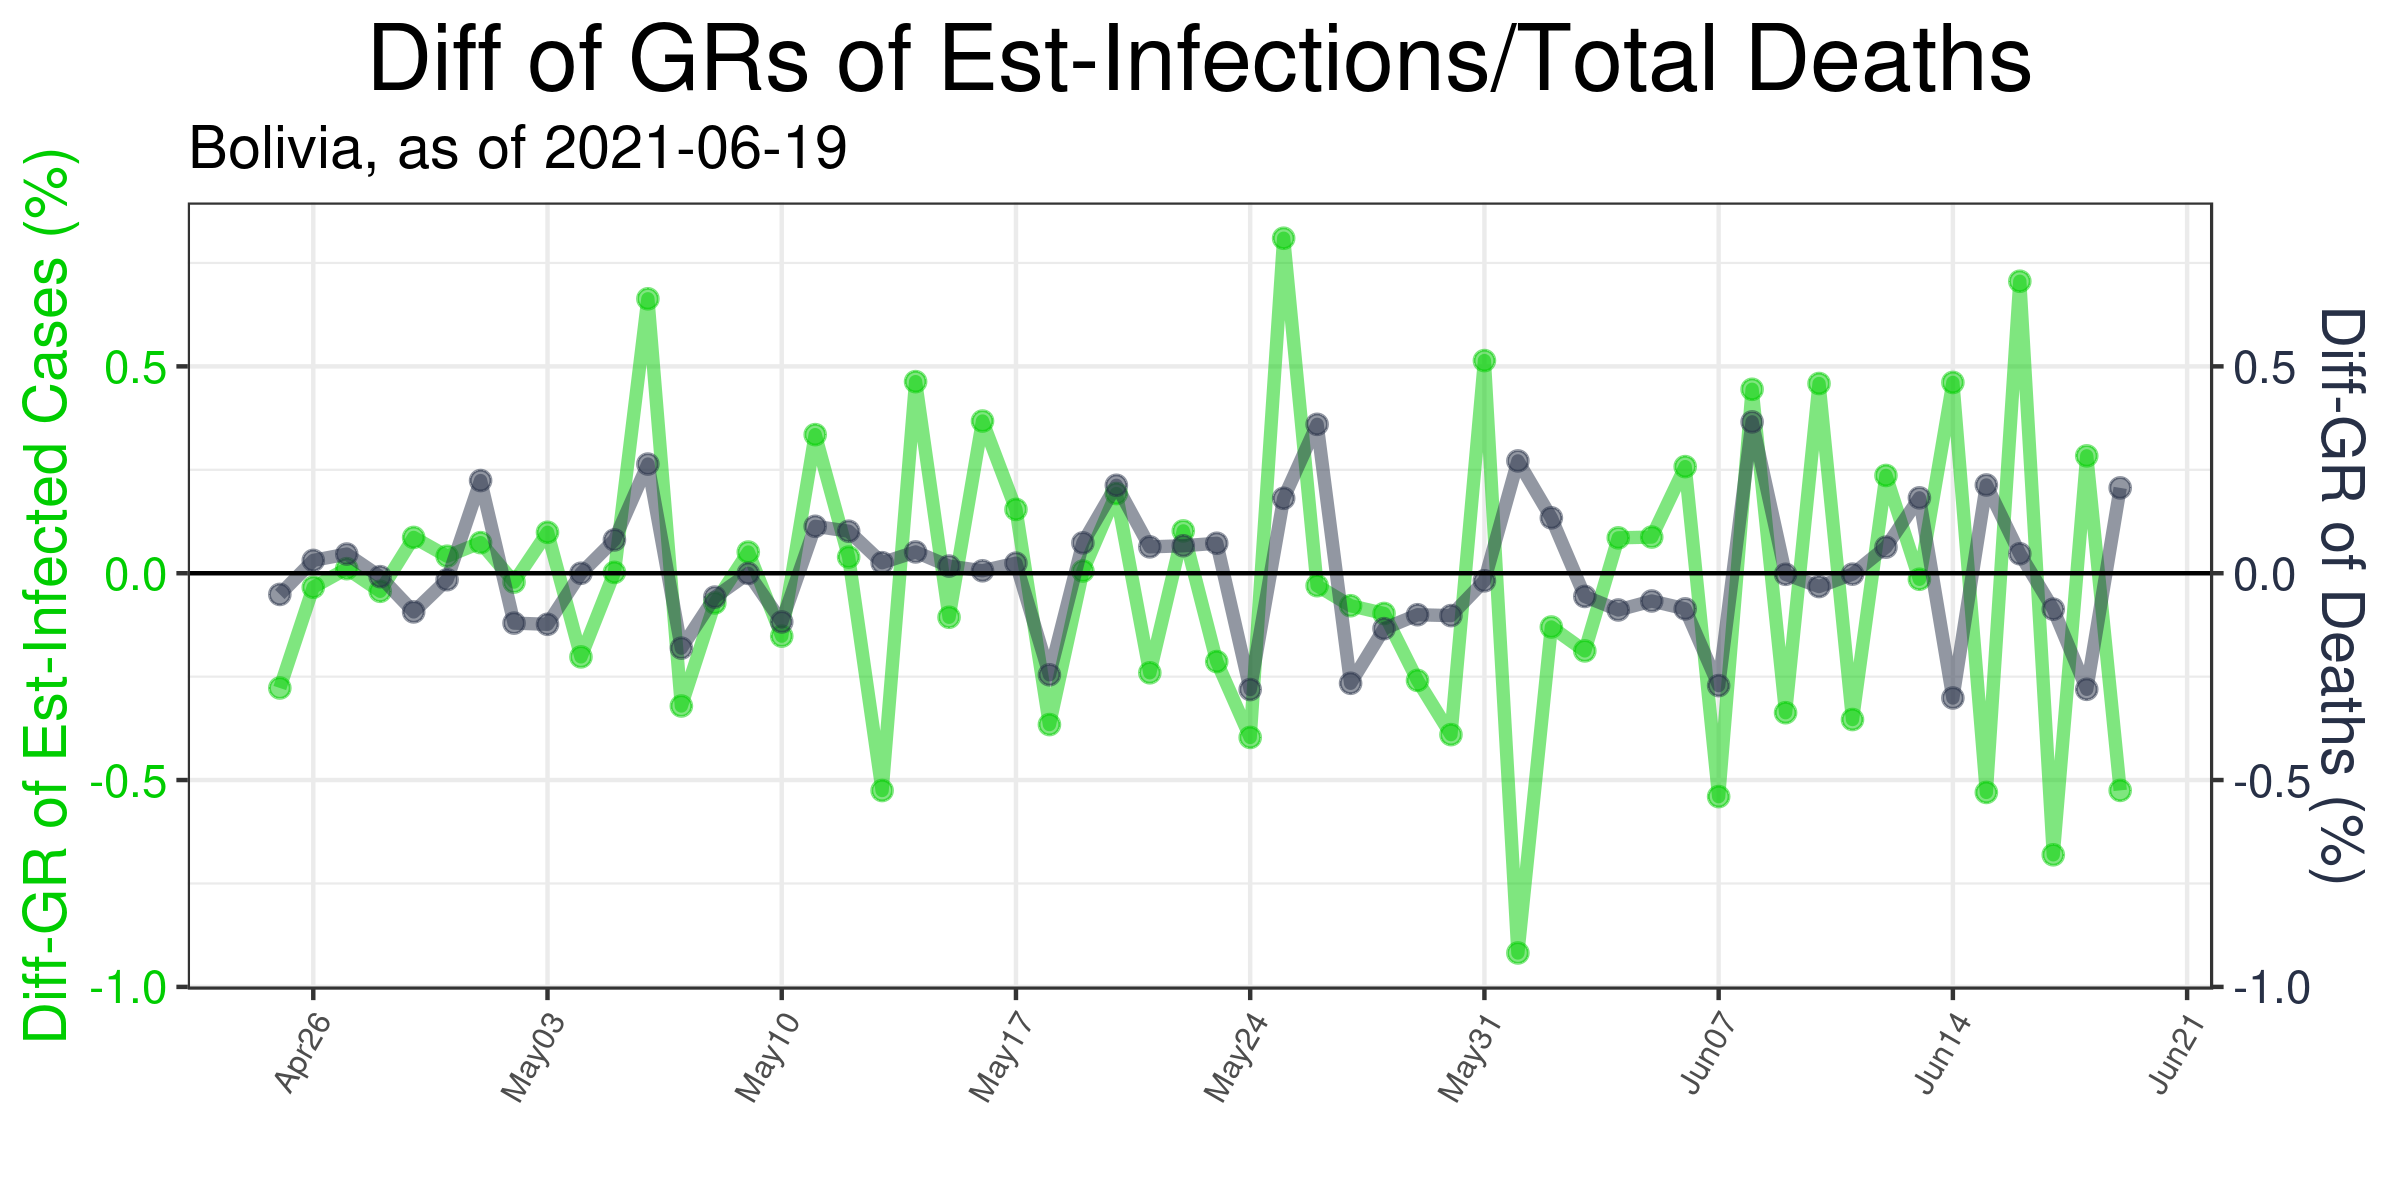 Diff of GRs of Est-Infections/Total Deaths
Bolivia, as of 2021-06-19
Diff-GR of Est-Infected Cases (%)
0.5
0.0
-0.5
-1.0
0.5
0.0
-0.5
-1.0
Diff-GR of Deaths (%)
Apr26
May03
May10
May17
May24
May31
Jun07
Jun14
Jun21